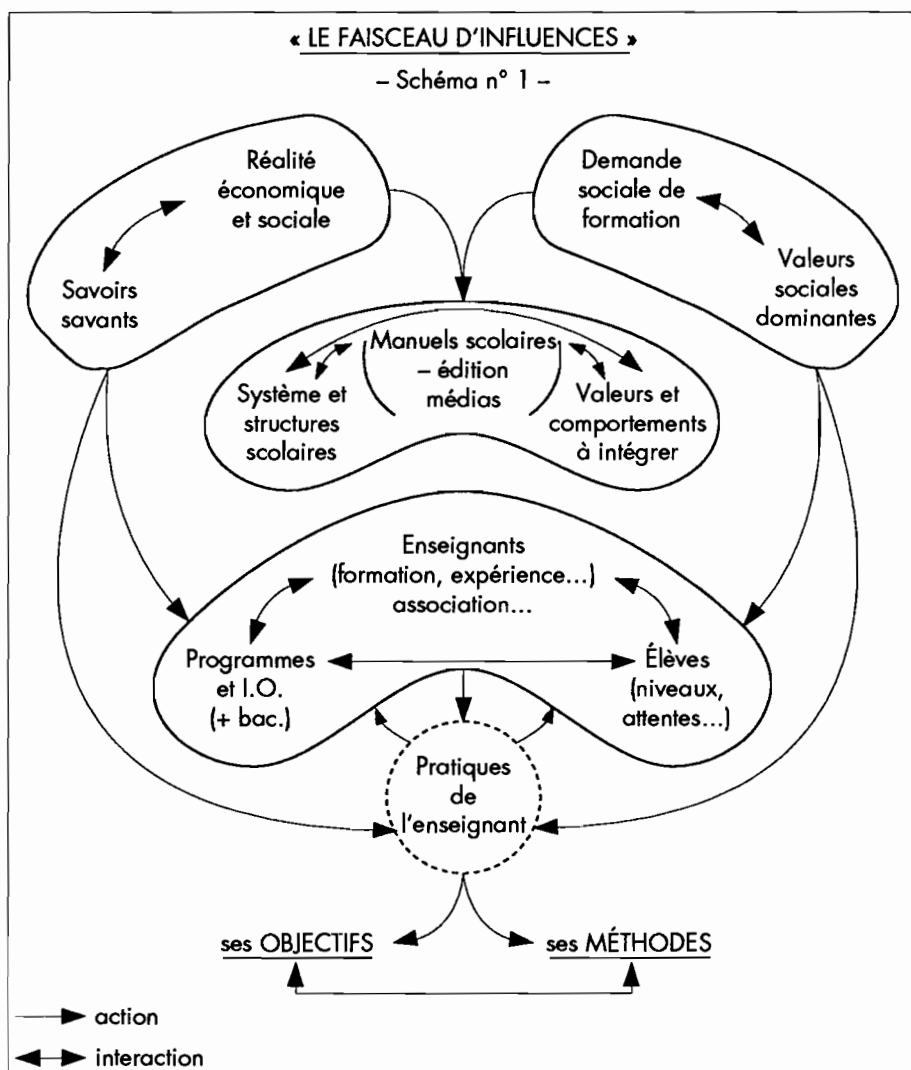 « LE FAISCEAU D'INFLUENCES »
– Schéma n° 1 –
Réalité
économique
et sociale
Savoirs
savants
Demande
sociale de
formation
Valeurs
sociales
dominantes
Manuels scolaires
– édition
médias
Système et
structures
scolaires
Valeurs et
comportements
à intégrer
Enseignants
(formation, expérience...)
association...
Programmes
et I.O.
(+ bac.)
Élèves
(niveaux,
attentes...)
Pratiques
de
l'enseignant
ses OBJECTIFS
ses MÉTHODES
action
interaction